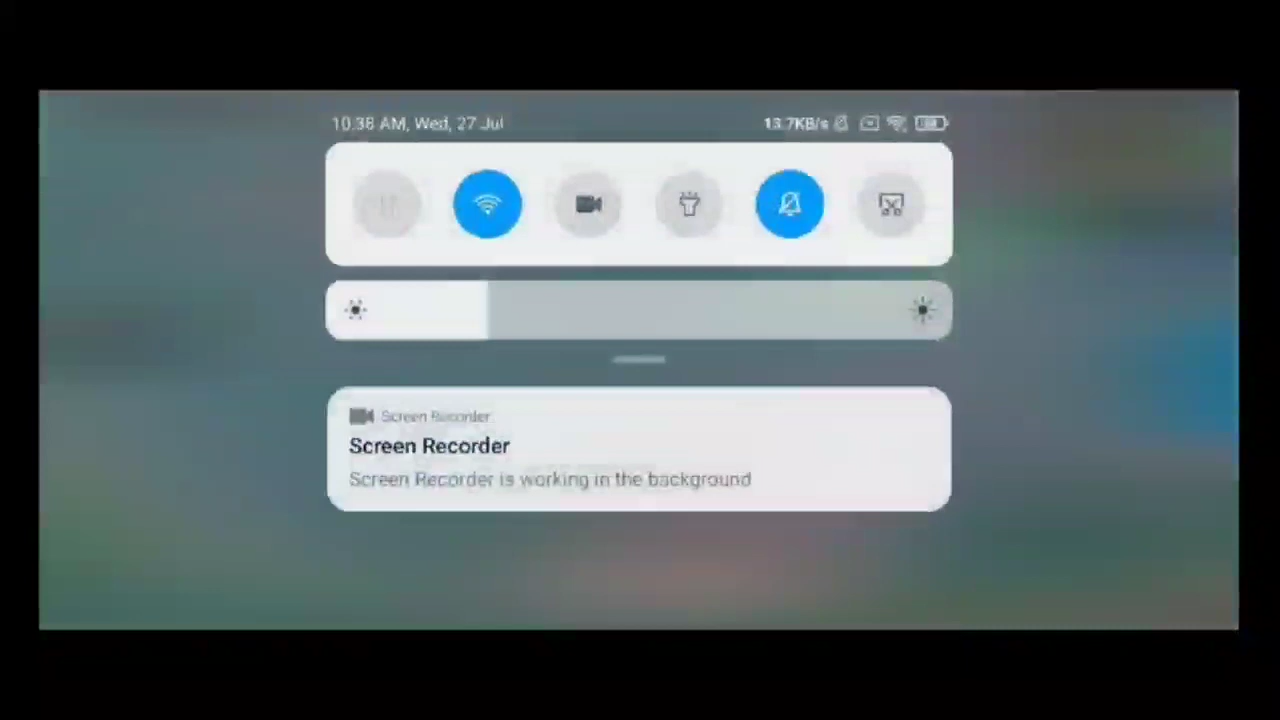 10:38 AM, Wed, 27 Jul
13.7KB/s
Screen Recorder
Screen Recorder
Screen Recorder is working in the background